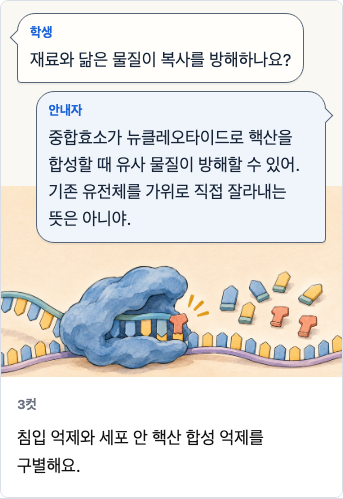 학생
재료와 닮은 물질이 복사를 방해하나요?
안내자
중합효소가 뉴클레오타이드로 핵산을
합성할 때 유사 물질이 방해할 수 있어.
기존 유전체를 가위로 직접 잘라내는
뜻은 아니야.
3컷
침입 억제와 세포 안 핵산 합성 억제를
구별해요.